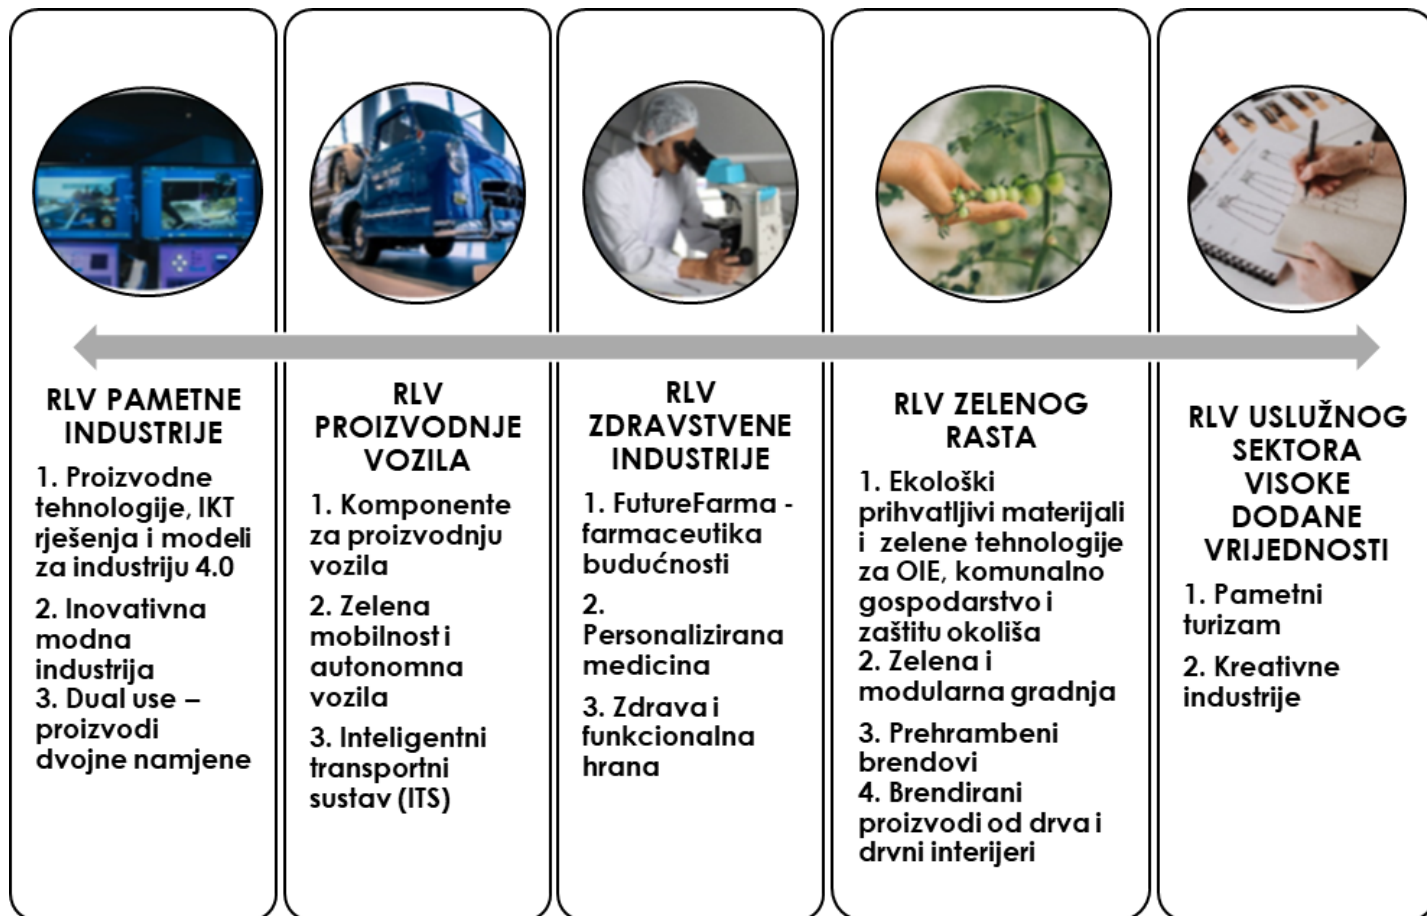 RLV PAMETNE
INDUSTRIJE
1. Proizvodne
tehnologije, IKT
rješenja i modeli
za industriju 4.0
2. Inovativna
modna
industrija
3. Dual use –
proizvodi
dvojne namjene
RLV
PROIZVODNJE
VOZILA
1. Komponente
za proizvodnju
vozila
2. Zelena
mobilnost i
autonomna
vozila
3. Inteligentni
transportni
sustav (ITS)
RLV
ZDRAVSTVENE
INDUSTRIJE
1. FutureFarma -
farmaceutika
budućnosti
2.
Personalizirana
medicina
3. Zdrava i
funkcionalna
hrana
RLV ZELENOG
RASTA
1. Ekološki
prihvatljivi materijali
i zelene tehnologije
za OIE, komunalno
gospodarstvo i
zaštitu okoliša
2. Zelena i
modularna gradnja
3. Prehrambeni
brendovi
4. Brendirani
proizvodi od drva i
drvni interijeri
RLV USLUŽNOG
SEKTORA
VISOKE
DODANE
VRIJEDNOSTI
1. Pametni
turizam
2. Kreativne
industrije